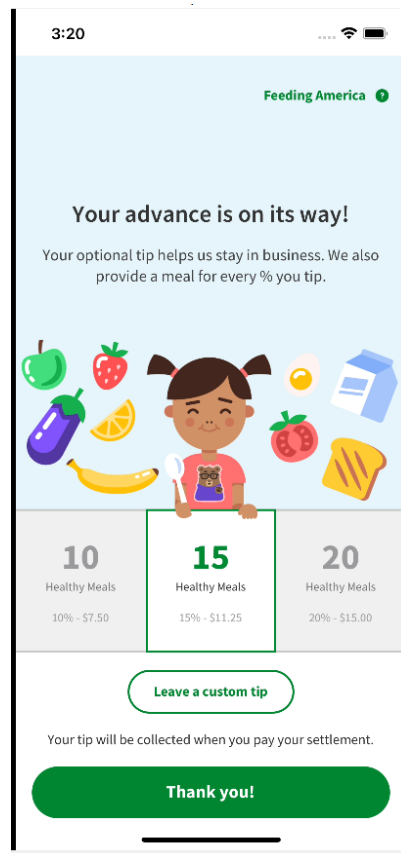 3:20
Feeding America ?
Your advance is on its way!
Your optional tip helps us stay in business. We also
provide a meal for every % you tip.
10
Healthy Meals
10% - $7.50
15
Healthy Meals
15% - $11.25
20
Healthy Meals
20% - $15.00
Leave a custom tip
Your tip will be collected when you pay your settlement.
Thank you!